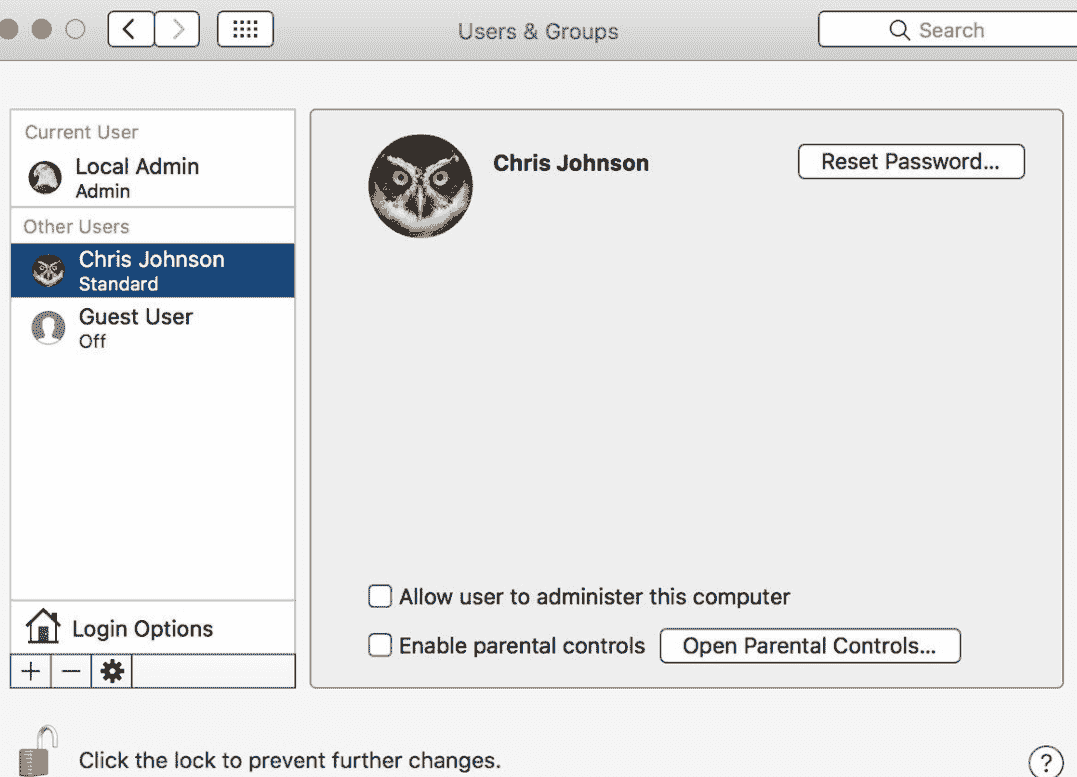 Users & Groups
Search
Current User
Local Admin
Admin
Other Users
Chris Johnson
Standard
Guest User
Off
Login Options
Chris Johnson
Reset Password...
Allow user to administer this computer
Enable parental controls
Open Parental Controls...
Click the lock to prevent further changes.
?